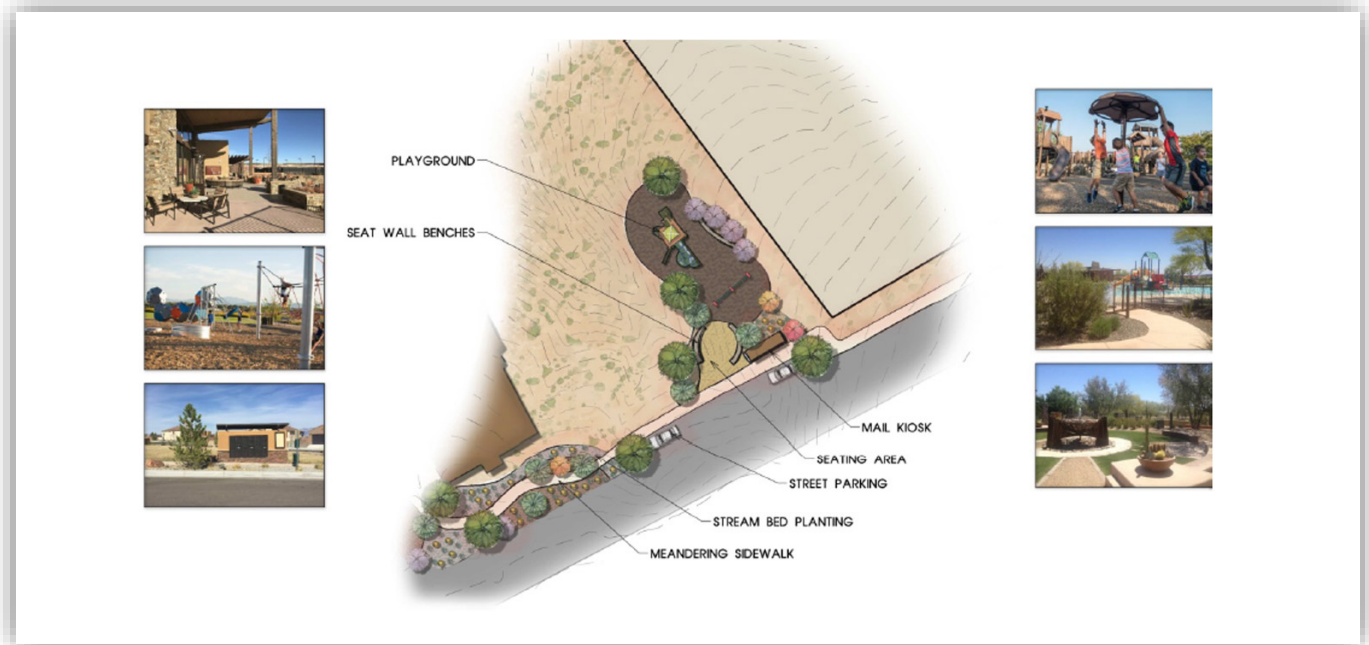 PLAYGROUND
SEAT WALL BENCHES
MAIL KIOSK
SEATING AREA
STREET PARKING
STREAM BED PLANTING
MEANDERING SIDEWALK